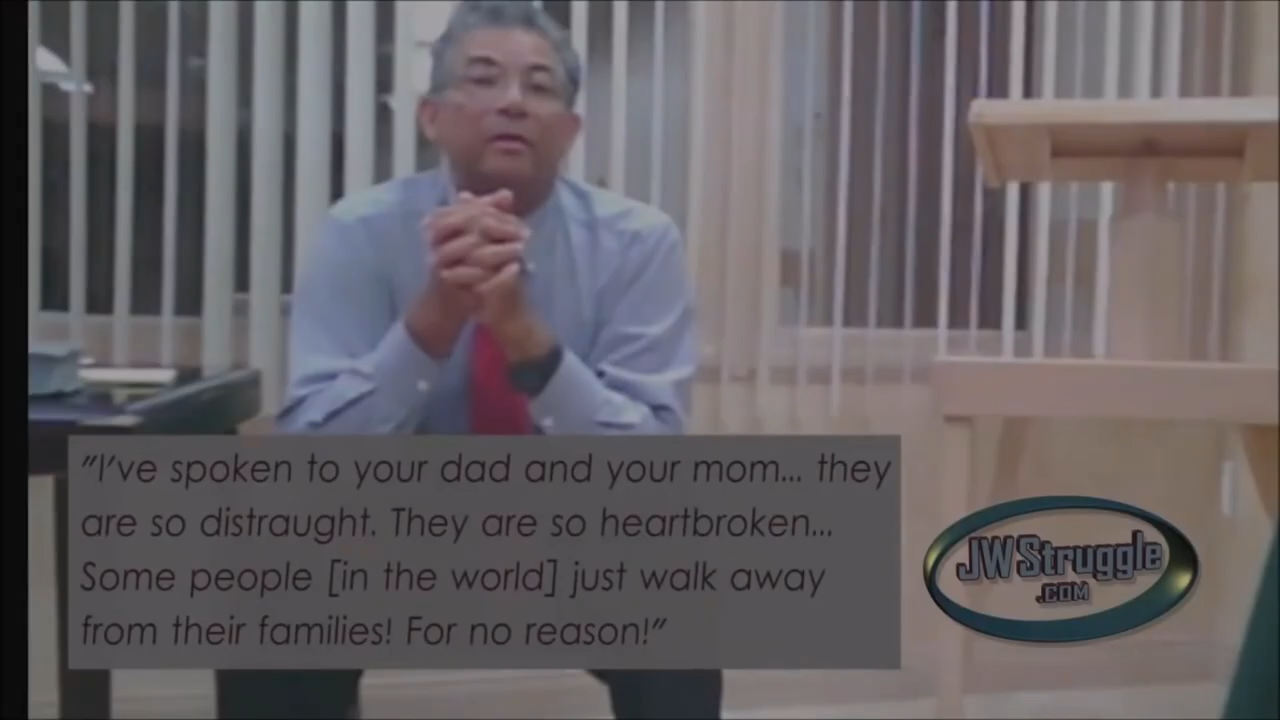 "I've spoken to your dad and your mom... they
are so distraught. They are so heartbroken...
Some people [in the world] just walk away
from their families! For no reason!"
JWStruggle
.COM